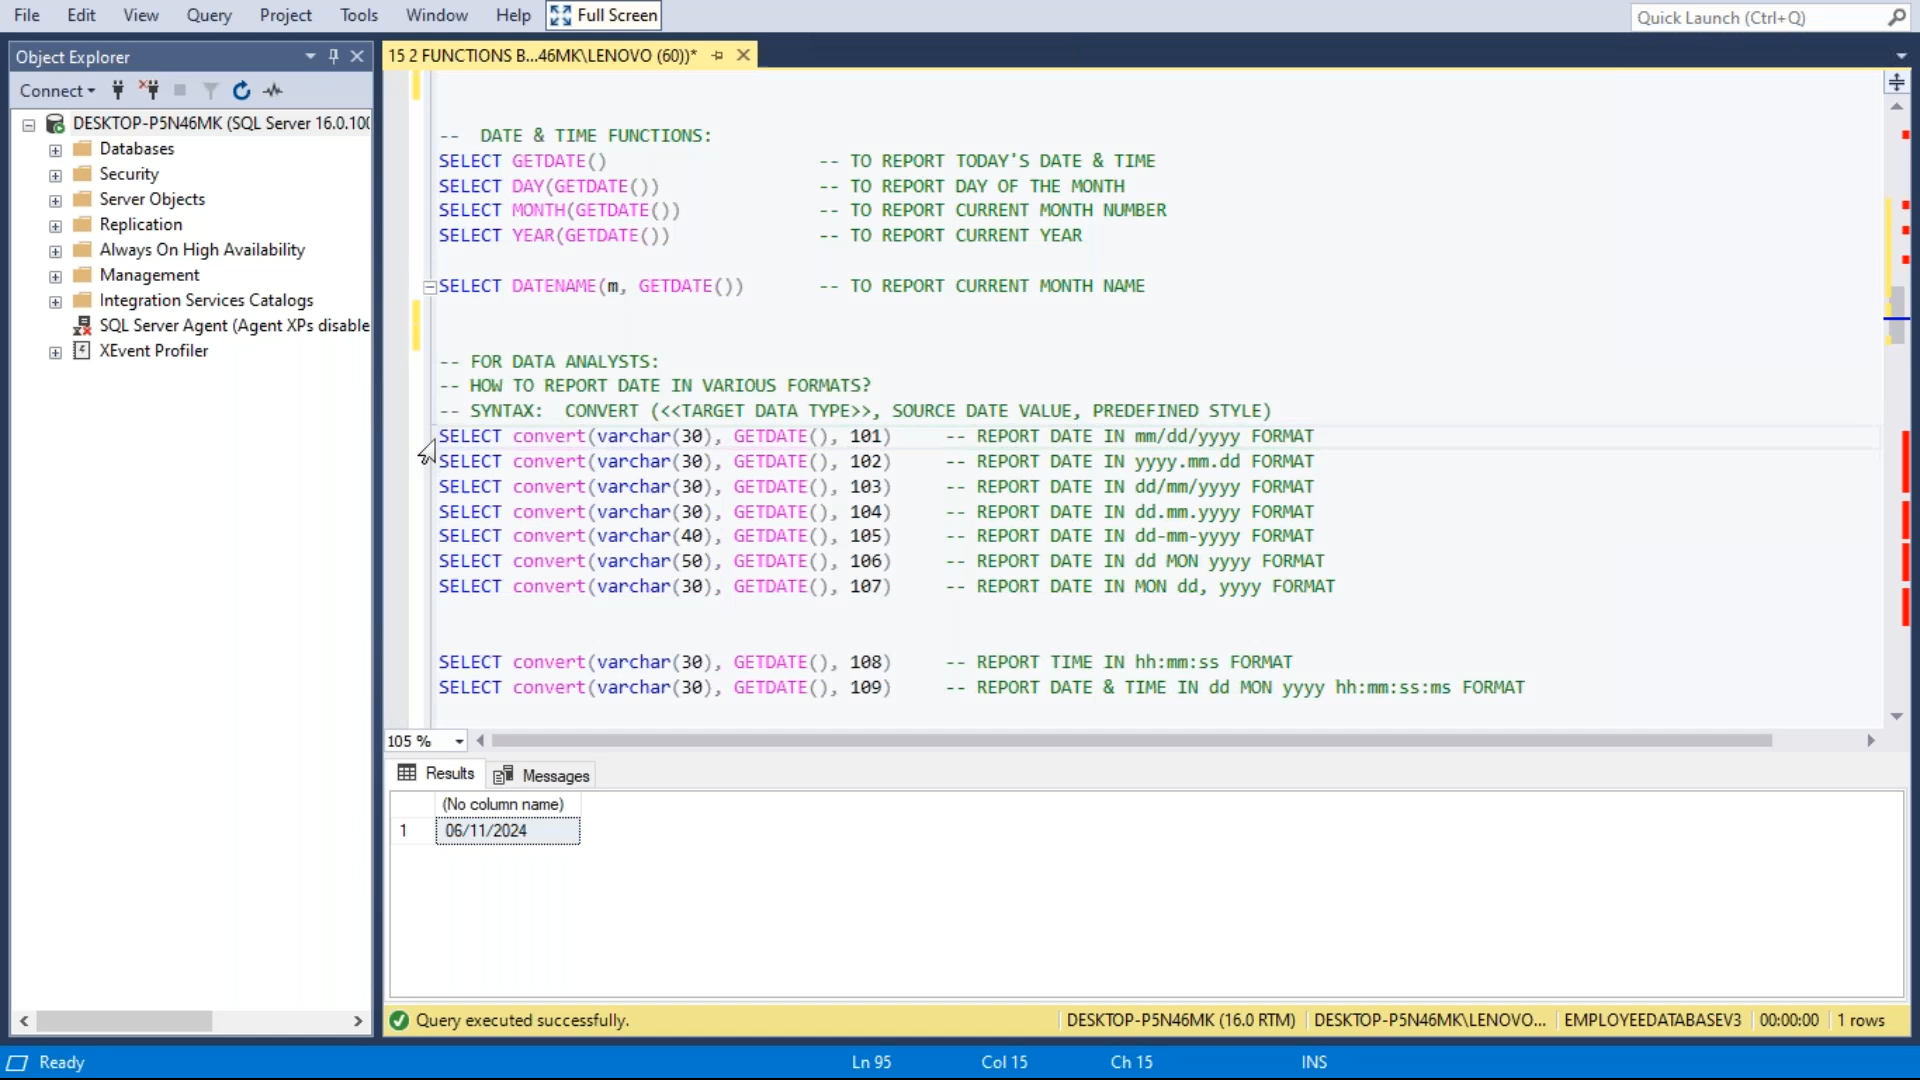 File Edit View Query Project Tools Window Help Full Screen
Quick Launch (Ctrl+Q)
Object Explorer
Connect
DESKTOP-P5N46MK (SQL Server 16.0.100
Databases
Security
Server Objects
Replication
Always On High Availability
Management
Integration Services Catalogs
SQL Server Agent (Agent XPs disable
XEvent Profiler
15 2 FUNCTIONS B...46MK\LENOVO (60))*
-- DATE & TIME FUNCTIONS:
SELECT GETDATE() -- TO REPORT TODAY'S DATE & TIME
SELECT DAY(GETDATE()) -- TO REPORT DAY OF THE MONTH
SELECT MONTH(GETDATE()) -- TO REPORT CURRENT MONTH NUMBER
SELECT YEAR(GETDATE()) -- TO REPORT CURRENT YEAR
SELECT DATENAME(m, GETDATE()) -- TO REPORT CURRENT MONTH NAME
-- FOR DATA ANALYSTS:
-- HOW TO REPORT DATE IN VARIOUS FORMATS?
-- SYNTAX: CONVERT (<<TARGET DATA TYPE>>, SOURCE DATE VALUE, PREDEFINED STYLE)
SELECT convert(varchar(30), GETDATE(), 101) -- REPORT DATE IN mm/dd/yyyy FORMAT
SELECT convert(varchar(30), GETDATE(), 102) -- REPORT DATE IN yyyy.mm.dd FORMAT
SELECT convert(varchar(30), GETDATE(), 103) -- REPORT DATE IN dd/mm/yyyy FORMAT
SELECT convert(varchar(30), GETDATE(), 104) -- REPORT DATE IN dd.mm.yyyy FORMAT
SELECT convert(varchar(40), GETDATE(), 105) -- REPORT DATE IN dd-mm-yyyy FORMAT
SELECT convert(varchar(50), GETDATE(), 106) -- REPORT DATE IN dd MON yyyy FORMAT
SELECT convert(varchar(30), GETDATE(), 107) -- REPORT DATE IN MON dd, yyyy FORMAT
SELECT convert(varchar(30), GETDATE(), 108) -- REPORT TIME IN hh:mm:ss FORMAT
SELECT convert(varchar(30), GETDATE(), 109) -- REPORT DATE & TIME IN dd MON yyyy hh:mm:ss:ms FORMAT
105 %
Results Messages
(No column name)
1 06/11/2024
Query executed successfully. DESKTOP-P5N46MK (16.0 RTM) DESKTOP-P5N46MK\LENOVO... EMPLOYEEDATABASEV3 00:00:00 1 rows
Ready Ln 95 Col 15 Ch 15 INS